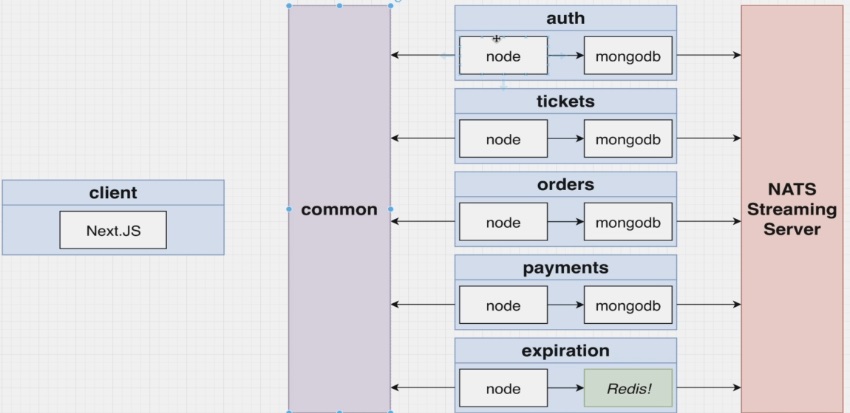 auth
node
mongodb
tickets
node
mongodb
client
Next.JS
common
orders
node
mongodb
NATS
Streaming
Server
payments
node
mongodb
expiration
node
Redis!